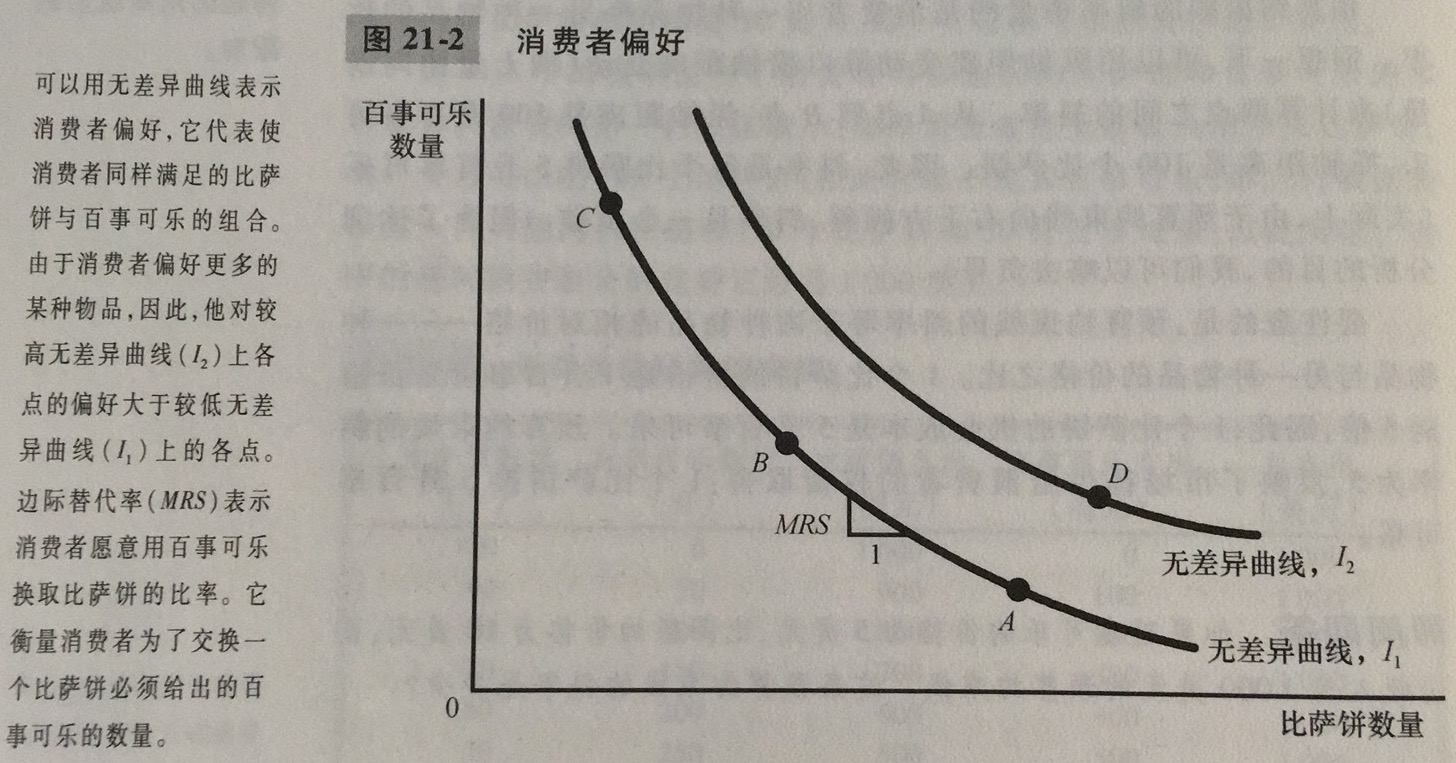 图 21-2 消费者偏好
可以用无差异曲线表示
消费者偏好,它代表使
消费者同样满足的比萨
饼与百事可乐的组合。
由于消费者偏好更多的
某种物品,因此,他对较
高无差异曲线(I₂)上各
点的偏好大于较低无差
异曲线(I₁)上的各点。
边际替代率(MRS)表示
消费者愿意用百事可乐
换取比萨饼的比率。它
衡量消费者为了交换一
个比萨饼必须给出的百
事可乐的数量。
百事可乐
数量
C
B
D
MRS
1
无差异曲线，I₂
A
无差异曲线，I₁
0
比萨饼数量